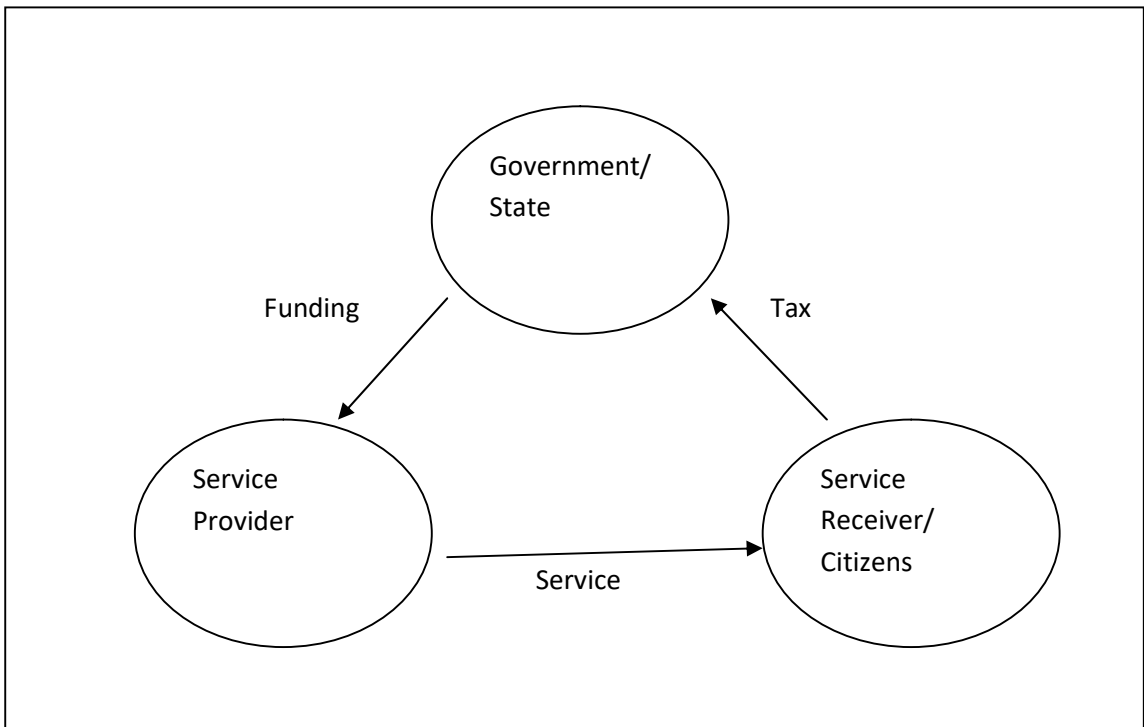 Government/
State
Funding
Tax
Service
Provider
Service
Receiver/
Citizens
Service